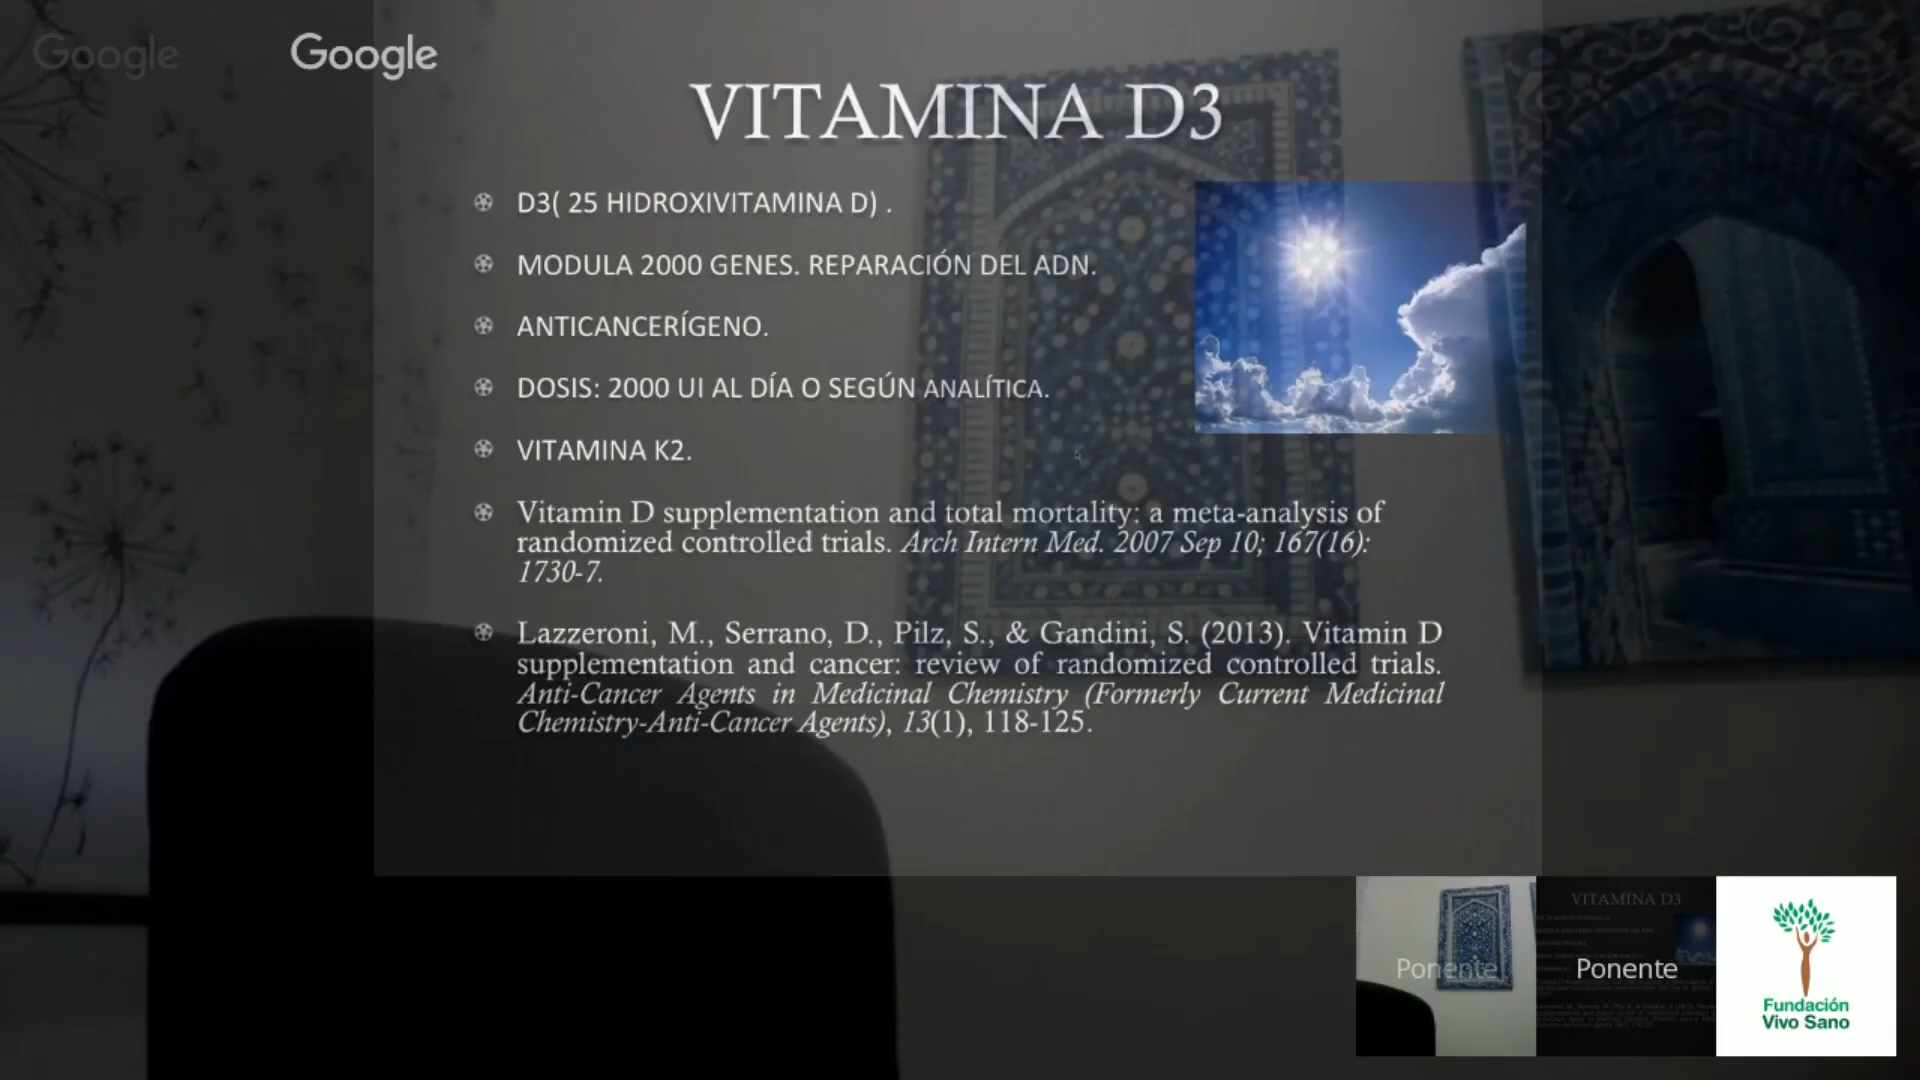 Google
Google
VITAMINA D3
D3( 25 HIDROXIVITAMINA D) .
MODULA 2000 GENES. REPARACIÓN DEL ADN.
ANTICANCERÍGENO.
DOSIS: 2000 UI AL DÍA O SEGÚN ANALÍTICA.
VITAMINA K2.
Vitamin D supplementation and total mortality: a meta-analysis of
randomized controlled trials. Arch Intern Med. 2007 Sep 10; 167(16):
1730-7.
Lazzeroni, M., Serrano, D., Pilz, S., & Gandini, S. (2013). Vitamin D
supplementation and cancer: review of randomized controlled trials.
Anti-Cancer Agents in Medicinal Chemistry (Formerly Current Medicinal
Chemistry-Anti-Cancer Agents), 13(1), 118-125.
Ponente
VITAMINA D3
Ponente
Fundación
Vivo Sano